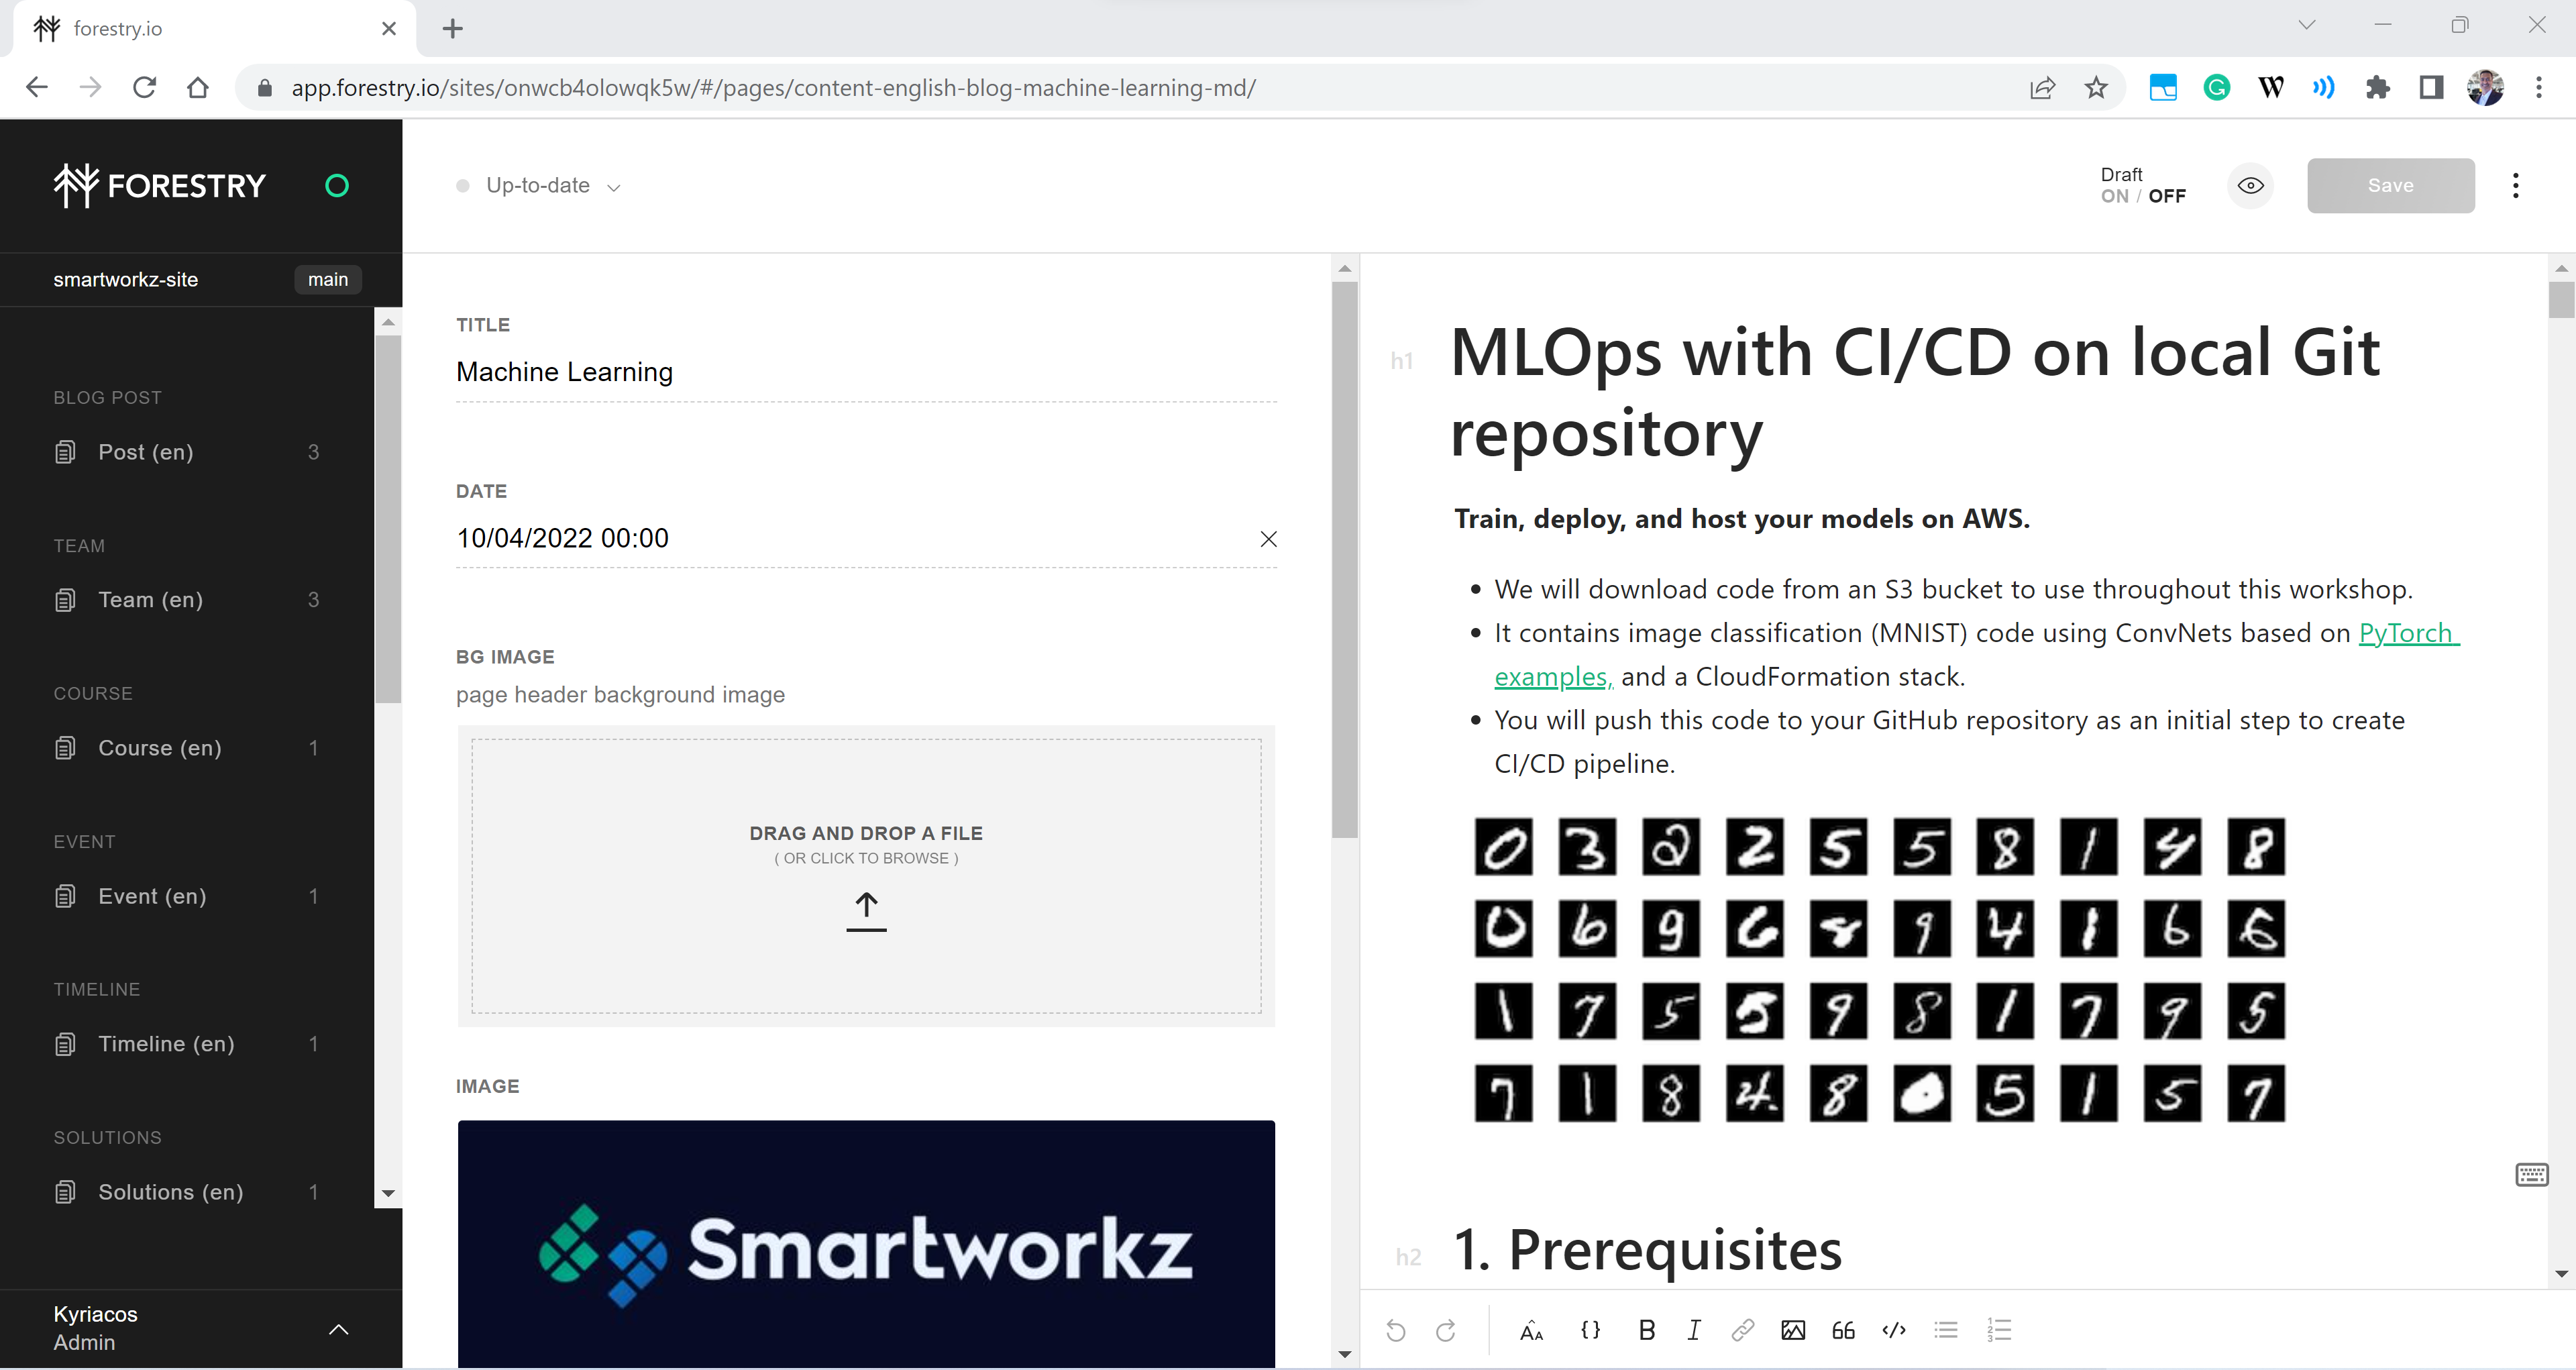 forestry.io
app.forestry.io/sites/onwcb4olowqk5w/#/pages/content-english-blog-machine-learning-md/
FORESTRY
smartworkz-site main
BLOG POST
Post (en) 3
TEAM
Team (en) 3
COURSE
Course (en) 1
EVENT
Event (en) 1
TIMELINE
Timeline (en) 1
SOLUTIONS
Solutions (en) 1
Kyriacos
Admin
Up-to-date
Draft
ON / OFF
Save
TITLE
Machine Learning
DATE
10/04/2022 00:00
BG IMAGE
page header background image
DRAG AND DROP A FILE
( OR CLICK TO BROWSE )
IMAGE
Smartworkz
h1 MLOps with CI/CD on local Git
repository
Train, deploy, and host your models on AWS.
• We will download code from an S3 bucket to use throughout this workshop.
• It contains image classification (MNIST) code using ConvNets based on PyTorch
examples, and a CloudFormation stack.
• You will push this code to your GitHub repository as an initial step to create
CI/CD pipeline.
0 3 2 2 5 5 8 1 4 8
0 6 9 6 8 9 4 1 6 6
1 7 5 5 9 8 1 7 9 5
7 1 8 4 8 0 5 1 5 7
h2 1. Prerequisites